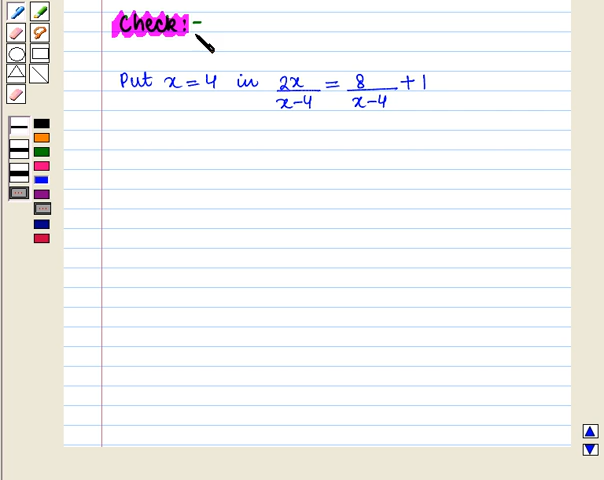 Check:-
Put x=4 in 2x/(x-4) = 8/(x-4) + 1